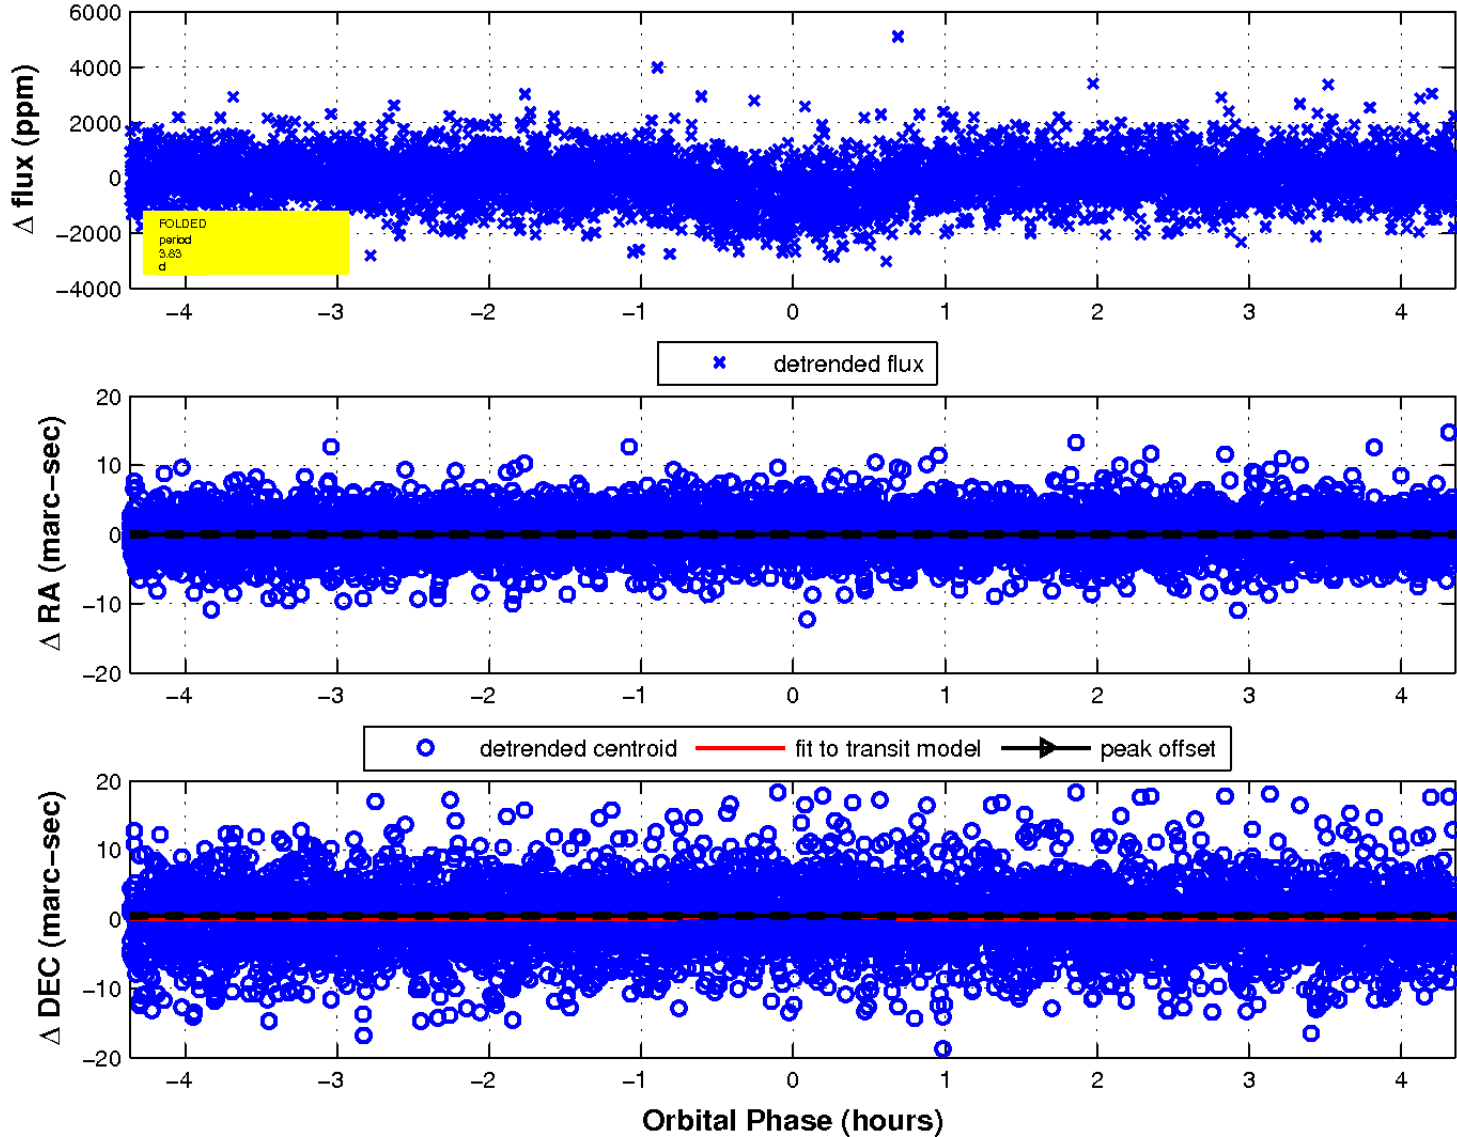 6000
4000
2000
0
−2000
−4000
Δ flux (ppm)
FOLDED
period
3.83
d
−4 −3 −2 −1 0 1 2 3 4
detrended flux
20
10
0
−10
−20
Δ RA (marc−sec)
−4 −3 −2 −1 0 1 2 3 4
detrended centroid fit to transit model peak offset
20
10
0
−10
−20
Δ DEC (marc−sec)
−4 −3 −2 −1 0 1 2 3 4
Orbital Phase (hours)